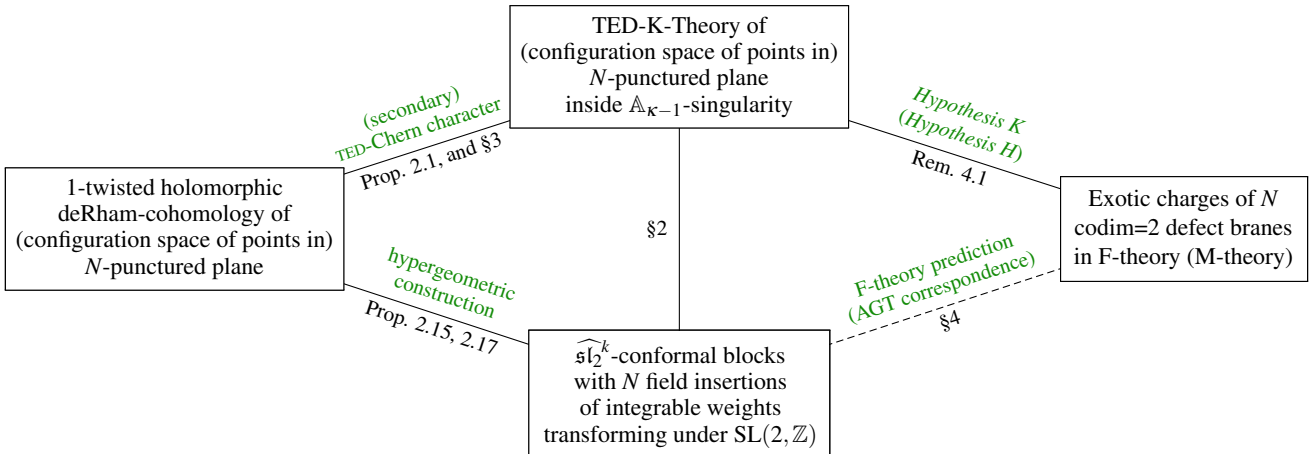 TED-K-Theory of
(configuration space of points in)
N-punctured plane
inside 𝔸_{κ−1}-singularity
(secondary)
TED-Chern character
Prop. 2.1, and §3
Hypothesis K
(Hypothesis H)
Rem. 4.1
1-twisted holomorphic
deRham-cohomology of
(configuration space of points in)
N-punctured plane
§2
Exotic charges of N
codim=2 defect branes
in F-theory (M-theory)
hypergeometric
construction
Prop. 2.15, 2.17
F-theory prediction
(AGT correspondence)
§4
\widehat{𝔰𝔩_2}^k-conformal blocks
with N field insertions
of integrable weights
transforming under SL(2,ℤ)